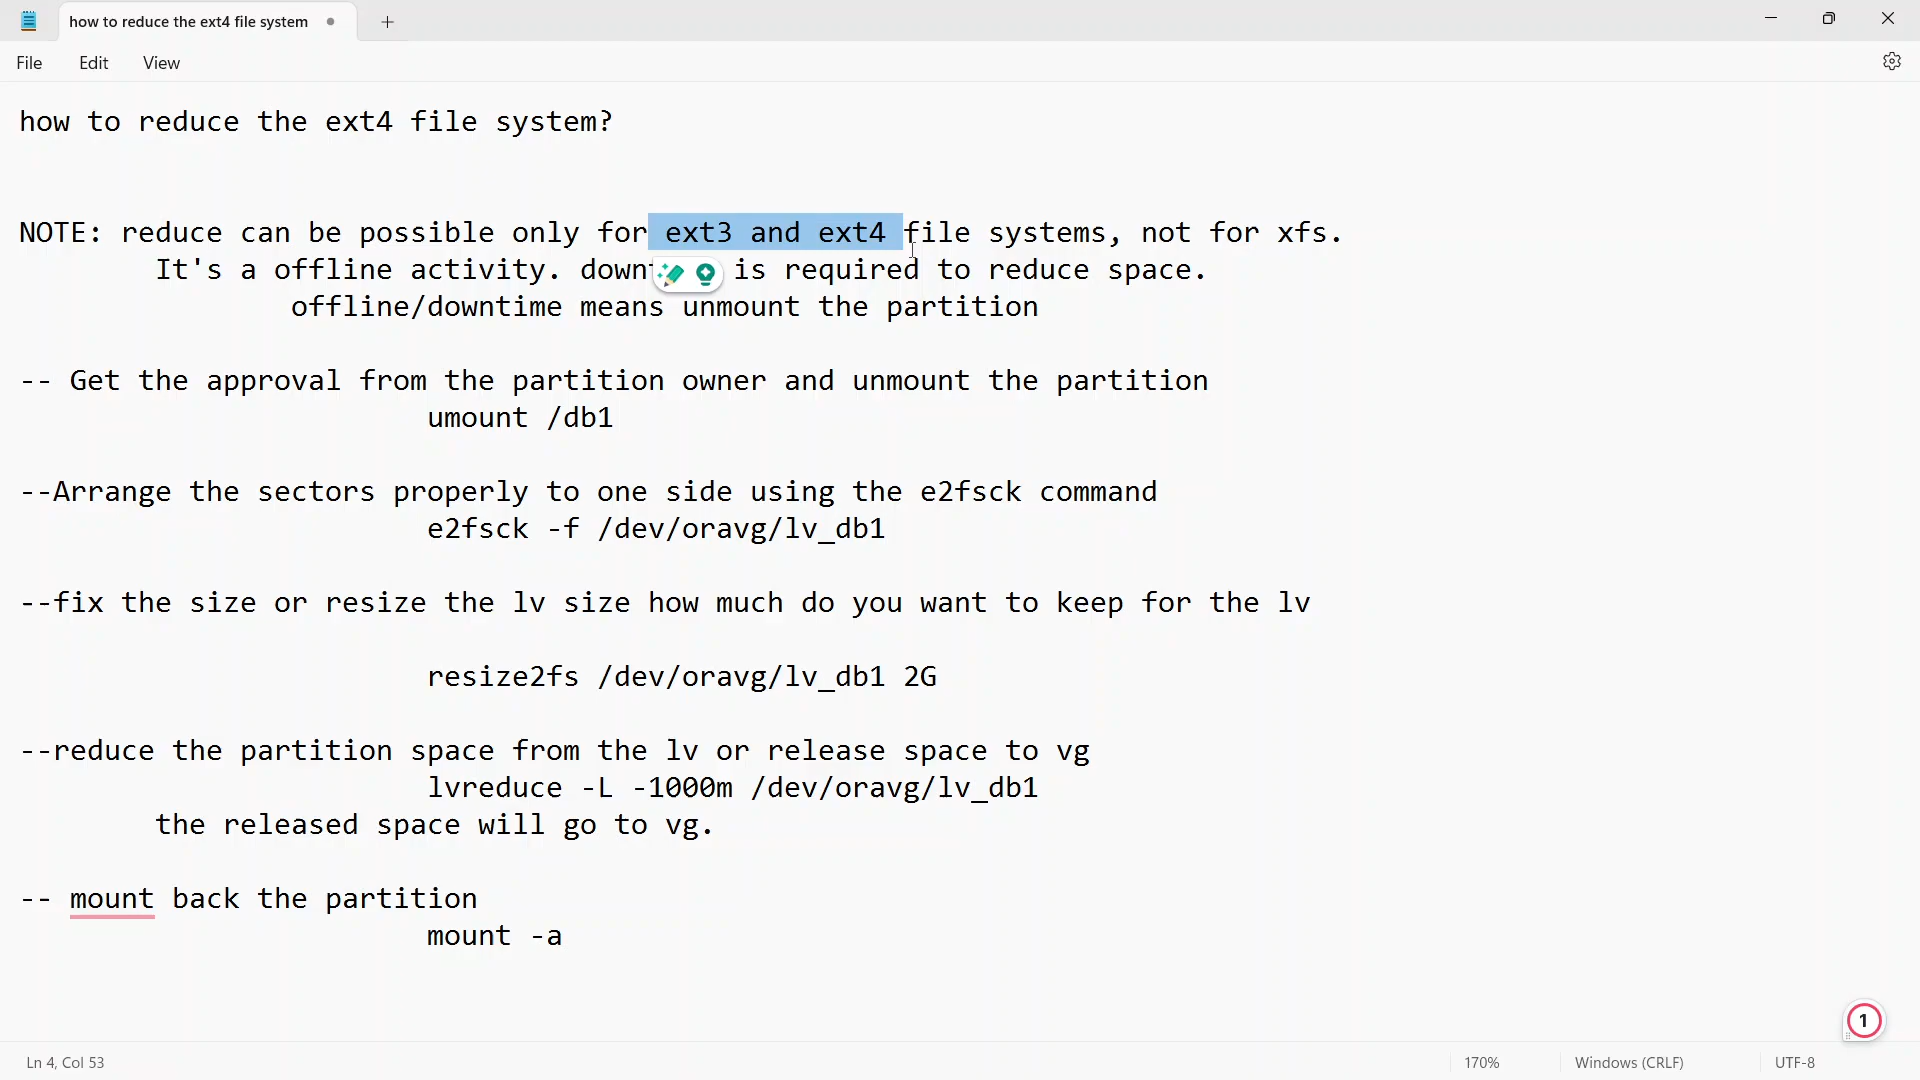 how to reduce the ext4 file system
File Edit View
how to reduce the ext4 file system?
NOTE: reduce can be possible only for ext3 and ext4 file systems, not for xfs.
It's a offline activity. down is required to reduce space.
offline/downtime means unmount the partition
-- Get the approval from the partition owner and unmount the partition
umount /db1
--Arrange the sectors properly to one side using the e2fsck command
e2fsck -f /dev/oravg/lv_db1
--fix the size or resize the lv size how much do you want to keep for the lv
resize2fs /dev/oravg/lv_db1 2G
--reduce the partition space from the lv or release space to vg
lvreduce -L -1000m /dev/oravg/lv_db1
the released space will go to vg.
-- mount back the partition
mount -a
1
Ln 4, Col 53 170% Windows (CRLF) UTF-8